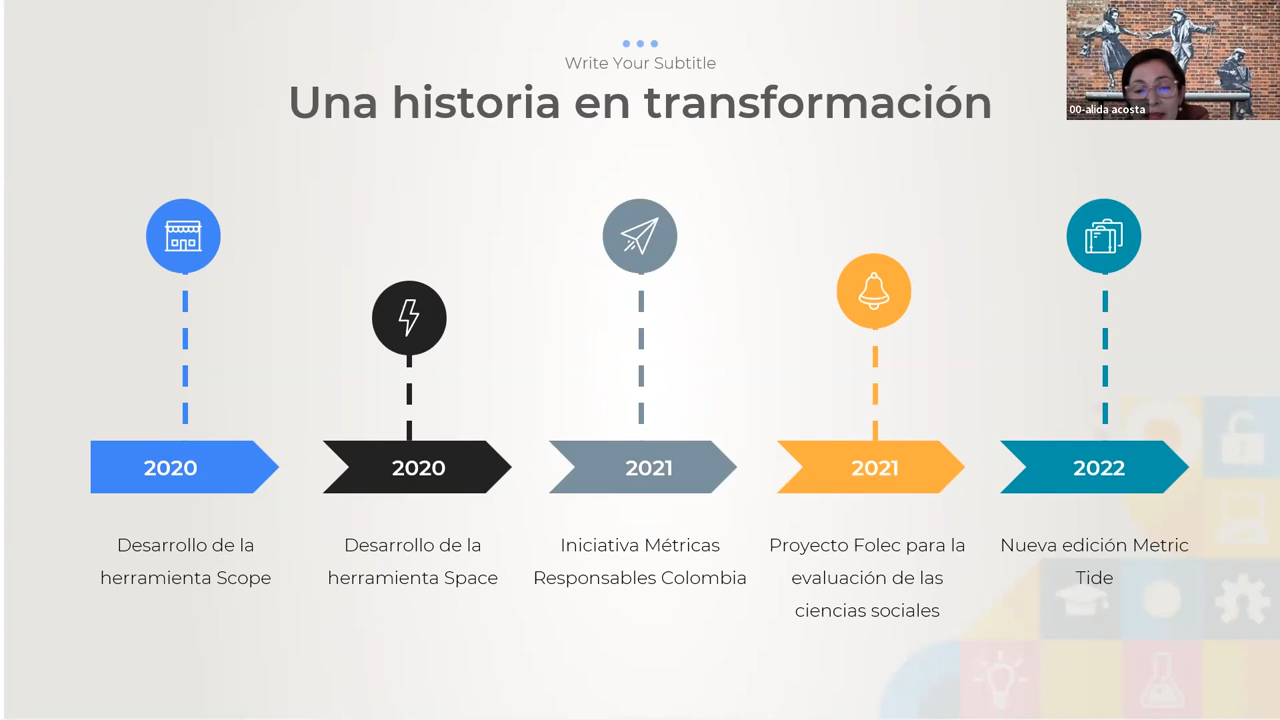 Write Your Subtitle
Una historia en transformación
00-alida acosta
2020
2020
2021
2021
2022
Desarrollo de la
herramienta Scope
Desarrollo de la
herramienta Space
Iniciativa Métricas
Responsables Colombia
Proyecto Folec para la
evaluación de las
ciencias sociales
Nueva edición Metric
Tide